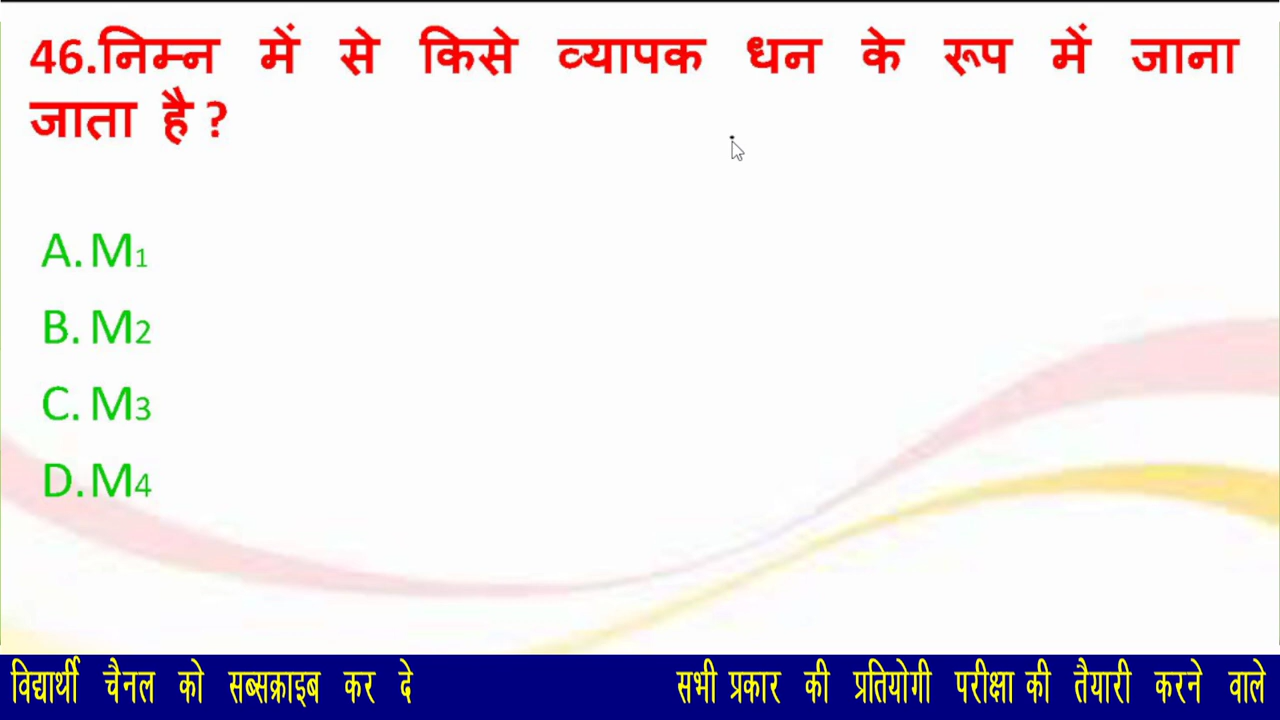 46.निम्न में से किसे व्यापक धन के रूप में जाना
जाता है ?
A. M1
B. M2
C. M3
D. M4
विद्यार्थी चैनल को सब्सक्राइब कर दे सभी प्रकार की प्रतियोगी परीक्षा की तैयारी करने वाले